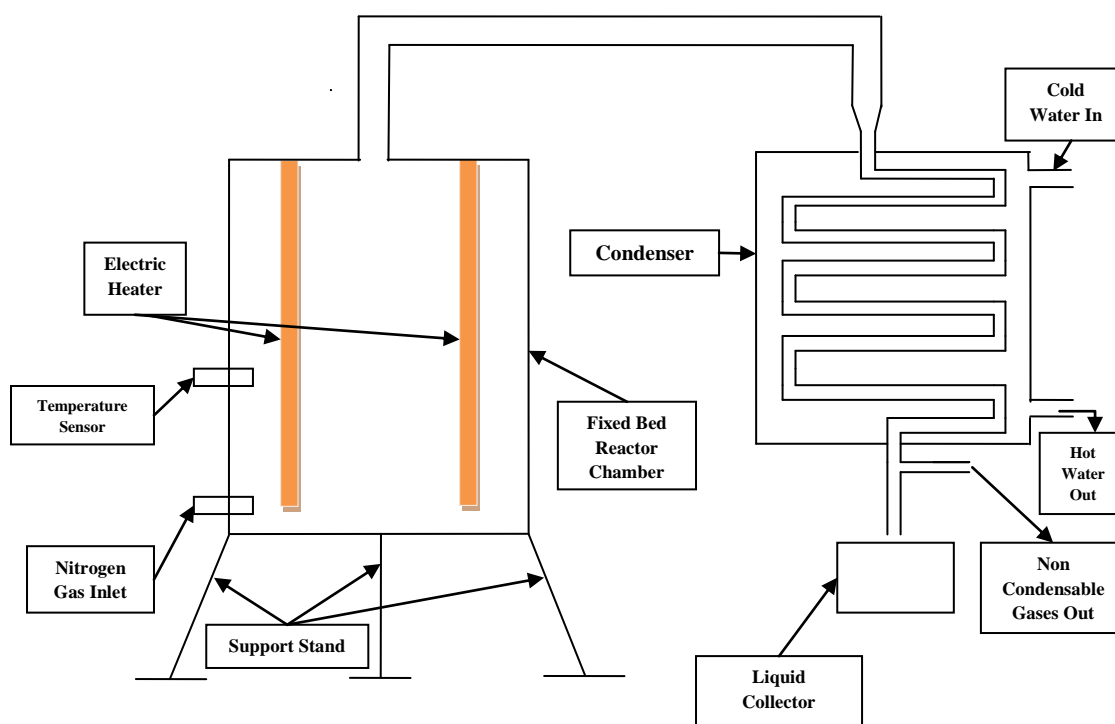 Cold
Water In
Condenser
Electric
Heater
Temperature
Sensor
Fixed Bed
Reactor
Chamber
Hot
Water
Out
Nitrogen
Gas Inlet
Non
Condensable
Gases Out
Support Stand
Liquid
Collector